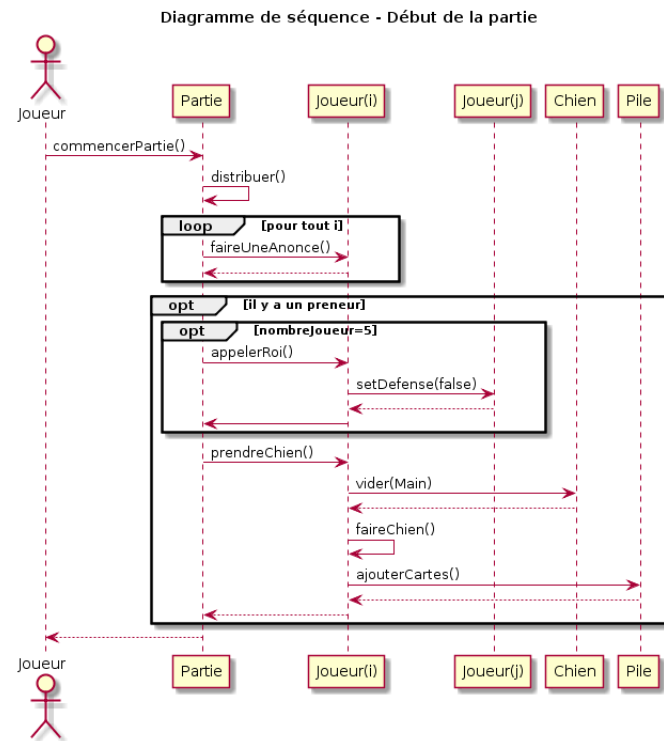 Diagramme de séquence - Début de la partie
Joueur
Partie
Joueur(i)
Joueur(j)
Chien
Pile
commencerPartie()
distribuer()
loop [pour tout i]
faireUneAnonce()
opt [il y a un preneur]
opt [nombreJoueur=5]
appelerRoi()
setDefense(false)
prendreChien()
vider(Main)
faireChien()
ajouterCartes()
Joueur
Partie
Joueur(i)
Joueur(j)
Chien
Pile